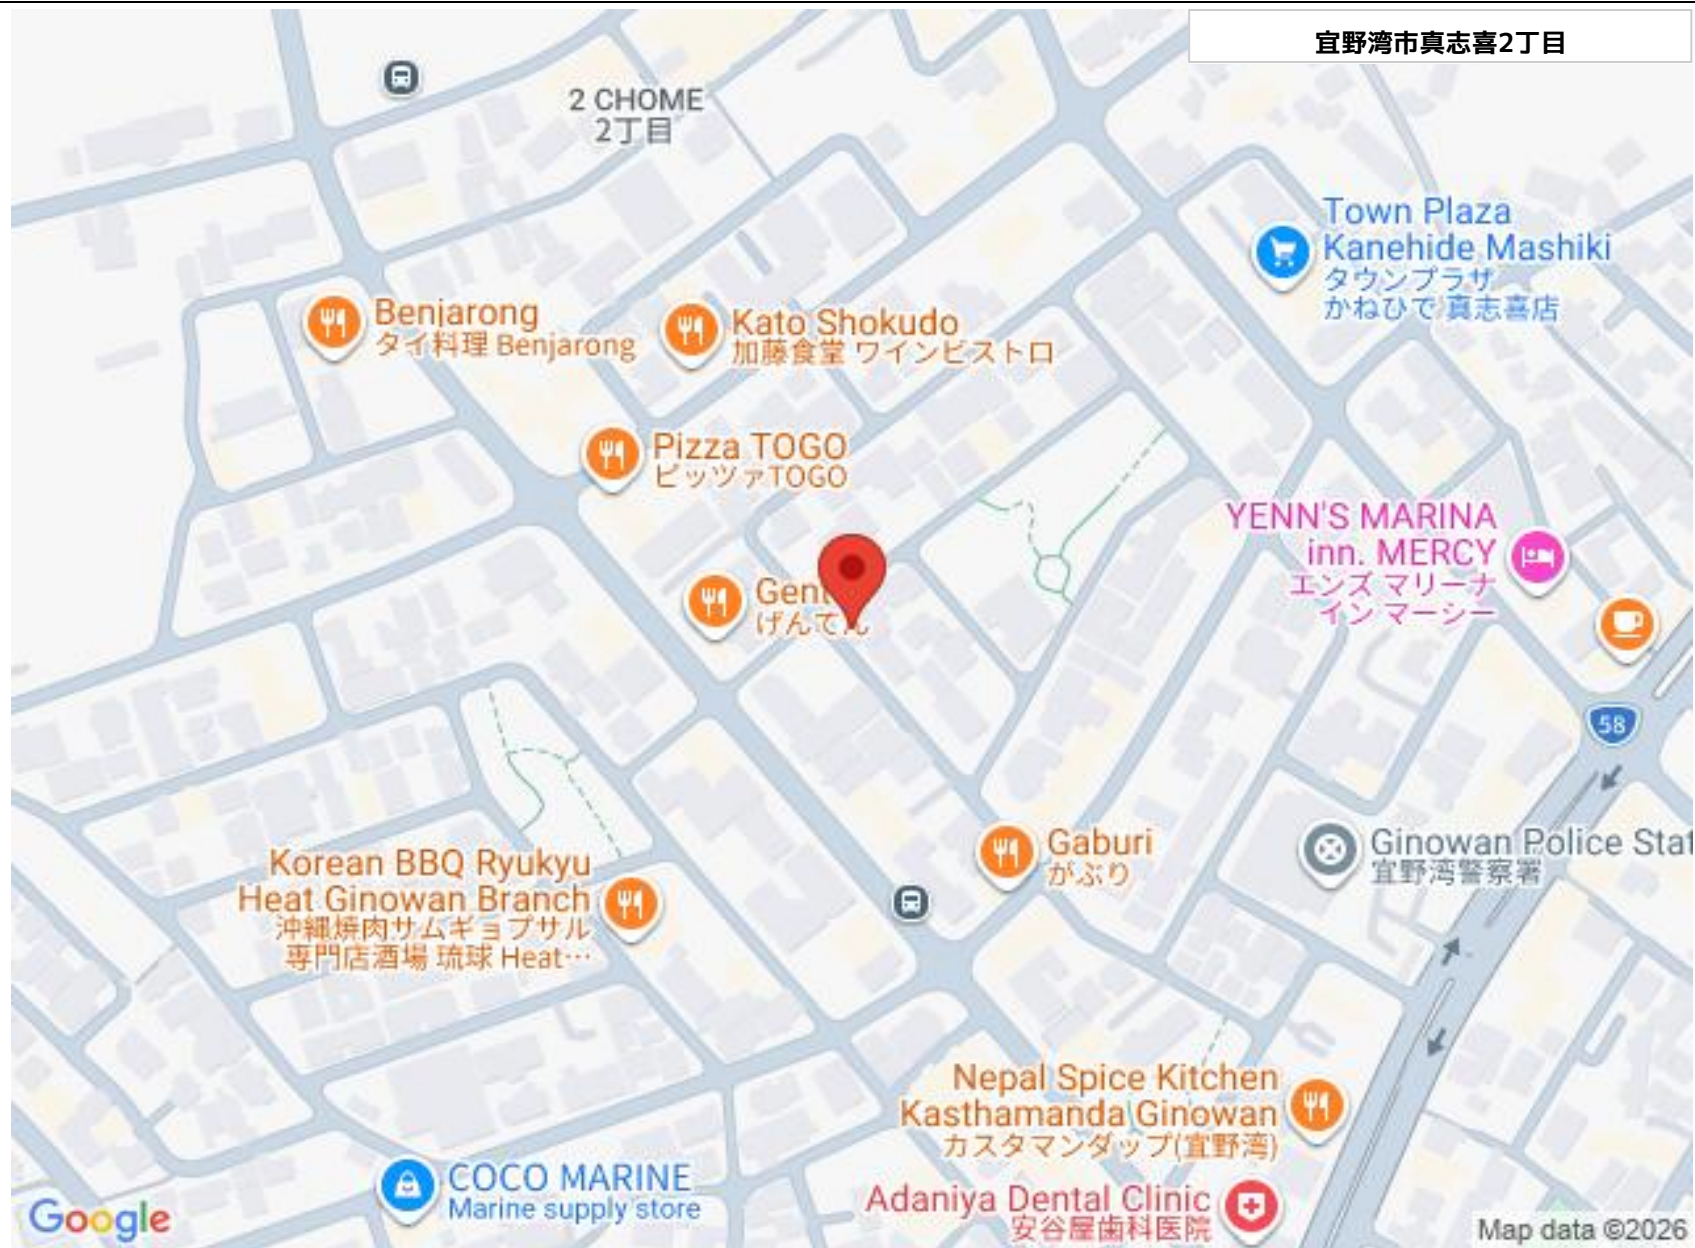 宜野湾市真志喜2丁目
2 CHOME
2丁目
Town Plaza
Kanehide Mashiki
タウンプラザ
かねひで 真志喜店
Benjarong
タイ料理 Benjarong
Kato Shokudo
加藤食堂 ワインビストロ
Pizza TOGO
ピッツァTOGO
YENN'S MARINA
inn. MERCY
エンズ マリーナ
イン マーシー
げんてん
58
Gaburi
がぶり
Ginowan Police Stat
宜野湾警察署
Korean BBQ Ryukyu
Heat Ginowan Branch
沖縄焼肉サムギョプサル
専門店酒場 琉球 Heat…
Nepal Spice Kitchen
Kasthamanda Ginowan
カスタマンダップ(宜野湾)
COCO MARINE
Marine supply store
Adaniya Dental Clinic
安谷屋歯科医院
Google
Map data ©2026